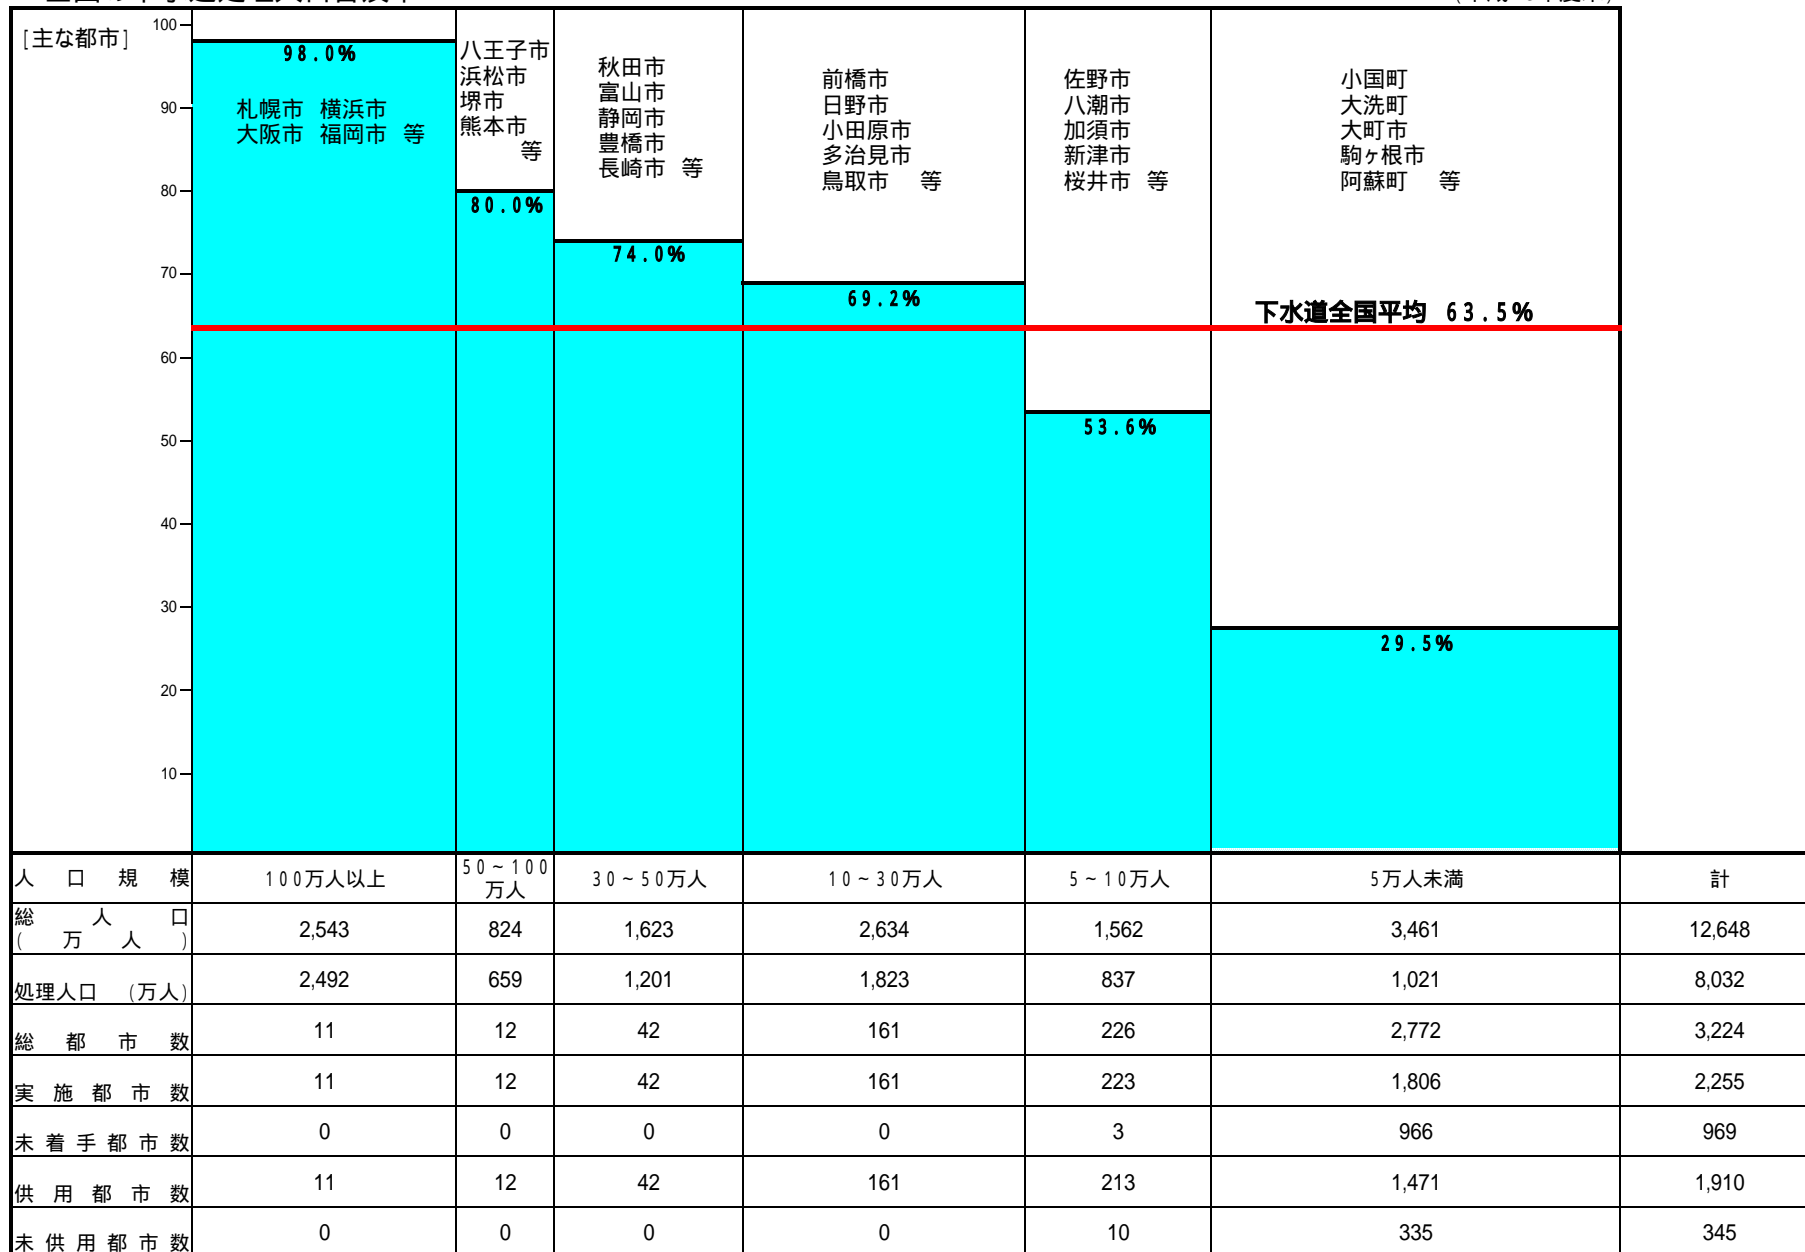 [主な都市]
100
90
80
70
60
50
40
30
20
10
98.0%
札幌市 横浜市
大阪市 福岡市 等
八王子市
浜松市
堺市
熊本市
等
80.0%
秋田市
富山市
静岡市
豊橋市
長崎市 等
74.0%
前橋市
日野市
小田原市
多治見市
鳥取市 等
69.2%
佐野市
八潮市
加須市
新津市
桜井市 等
53.6%
小国町
大洗町
大町市
駒ヶ根市
阿蘇町 等
下水道全国平均 63.5%
29.5%
人口規模 100万人以上 50~100万人 30~50万人 10~30万人 5~10万人 5万人未満 計
総人口(万人) 2,543 824 1,623 2,634 1,562 3,461 12,648
処理人口 (万人) 2,492 659 1,201 1,823 837 1,021 8,032
総都市数 11 12 42 161 226 2,772 3,224
実施都市数 11 12 42 161 223 1,806 2,255
未着手都市数 0 0 0 0 3 966 969
供用都市数 11 12 42 161 213 1,471 1,910
未供用都市数 0 0 0 0 10 335 345